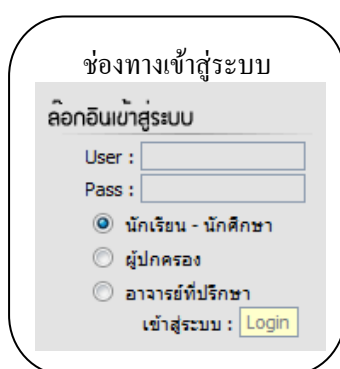 ช่องทางเข้าสู่ระบบ
ล๊อกอินเข้าสู่ระบบ
User :
Pass :
นักเรียน - นักศึกษา
ผู้ปกครอง
อาจารย์ที่ปรึกษา
เข้าสู่ระบบ : Login